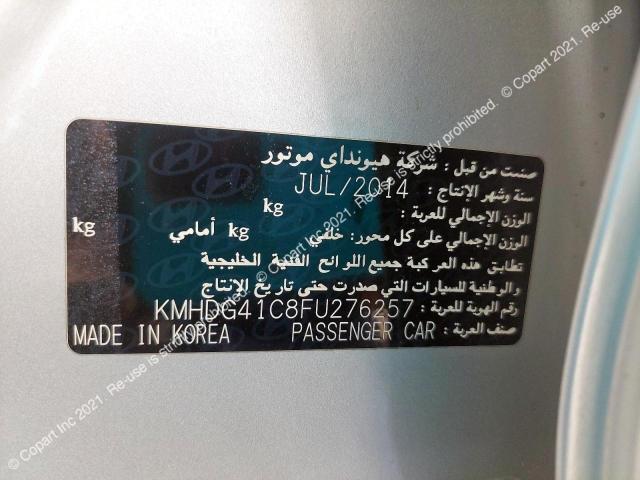 صنعت من قبل : شركة هيونداي موتور
سنة وشهر الإنتاج : JUL/2014
الوزن الإجمالي للعربة : kg
الوزن الإجمالي على كل محور: خلفي kg أمامي kg
تطابق هذه العركبة جميع اللوائح الفنية الخليجية
والوطنية للسيارات التي صدرت حتى تاريخ الإنتاج
رقم الهوية للعربة : KMHDG41C8FU276257
صنف العربة : PASSENGER CAR MADE IN KOREA
© Copart Inc 2021. Re-use is strictly prohibited.
© Copart Inc 2021. Re-use is strictly prohibited.
© Copart 2021. Re-use